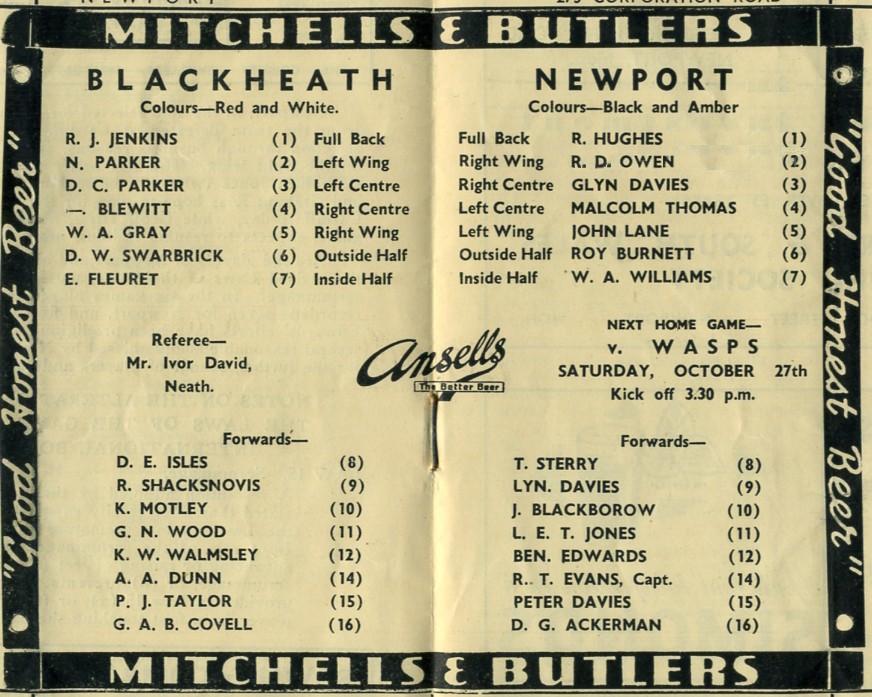 NEWPORT
275 CORPORATION ROAD
MITCHELLS & BUTLERS
"Good Honest Beer"
BLACKHEATH
Colours—Red and White.
R. J. JENKINS (1) Full Back
N. PARKER (2) Left Wing
D. C. PARKER (3) Left Centre
—. BLEWITT (4) Right Centre
W. A. GRAY (5) Right Wing
D. W. SWARBRICK (6) Outside Half
E. FLEURET (7) Inside Half
Referee—
Mr. Ivor David,
Neath.
Forwards—
D. E. ISLES (8)
R. SHACKSNOVIS (9)
K. MOTLEY (10)
G. N. WOOD (11)
K. W. WALMSLEY (12)
A. A. DUNN (14)
P. J. TAYLOR (15)
G. A. B. COVELL (16)
Ansells
The Better Beer
NEWPORT
Colours—Black and Amber
Full Back R. HUGHES (1)
Right Wing R. D. OWEN (2)
Right Centre GLYN DAVIES (3)
Left Centre MALCOLM THOMAS (4)
Left Wing JOHN LANE (5)
Outside Half ROY BURNETT (6)
Inside Half W. A. WILLIAMS (7)
NEXT HOME GAME—
v. WASPS
SATURDAY, OCTOBER 27th
Kick off 3.30 p.m.
Forwards—
T. STERRY (8)
LYN. DAVIES (9)
J. BLACKBOROW (10)
L. E. T. JONES (11)
BEN. EDWARDS (12)
R. T. EVANS, Capt. (14)
PETER DAVIES (15)
D. G. ACKERMAN (16)
"Good Honest Beer"
MITCHELLS & BUTLERS